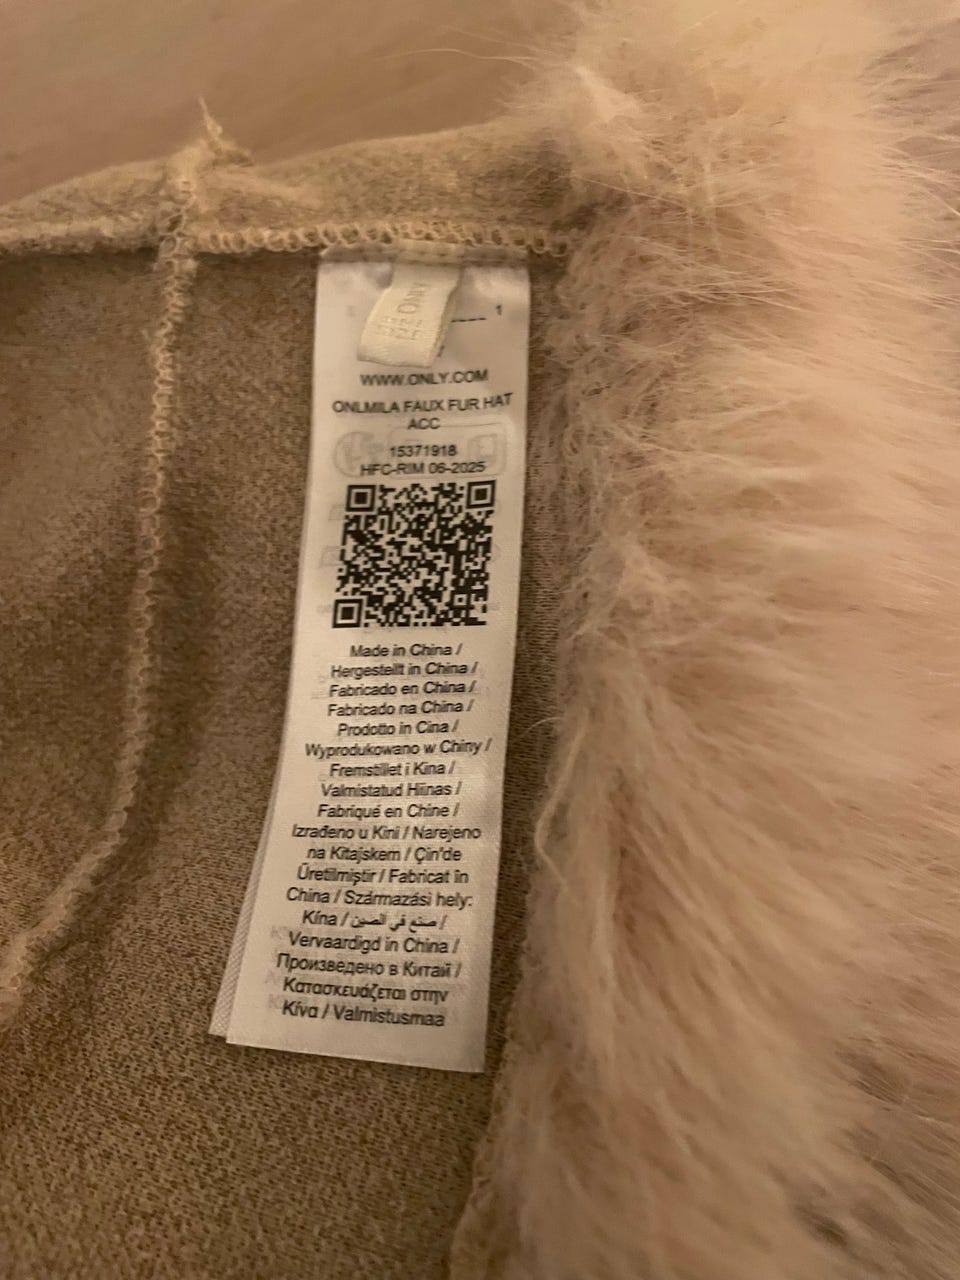 ONLY
1
WWW.ONLY.COM
ONLMILA FAUX FUR HAT
ACC
15371918
HFC-RIM 06-2025
Made in China /
Hergestellt in China /
Fabricado en China /
Fabricado na China /
Prodotto in Cina /
Wyprodukowano w Chiny /
Fremstillet i Kina /
Valmistatud Hiinas /
Fabriqué en Chine /
Izrađeno u Kini / Narejeno
na Kitajskem / Çin'de
Üretilmiştir / Fabricat în
China / Származási hely:
Kína / صنع في الصين /
Vervaardigd in China /
Произведено в Китай /
Κατασκευάζεται στην
Κίνα / Valmistusmaa